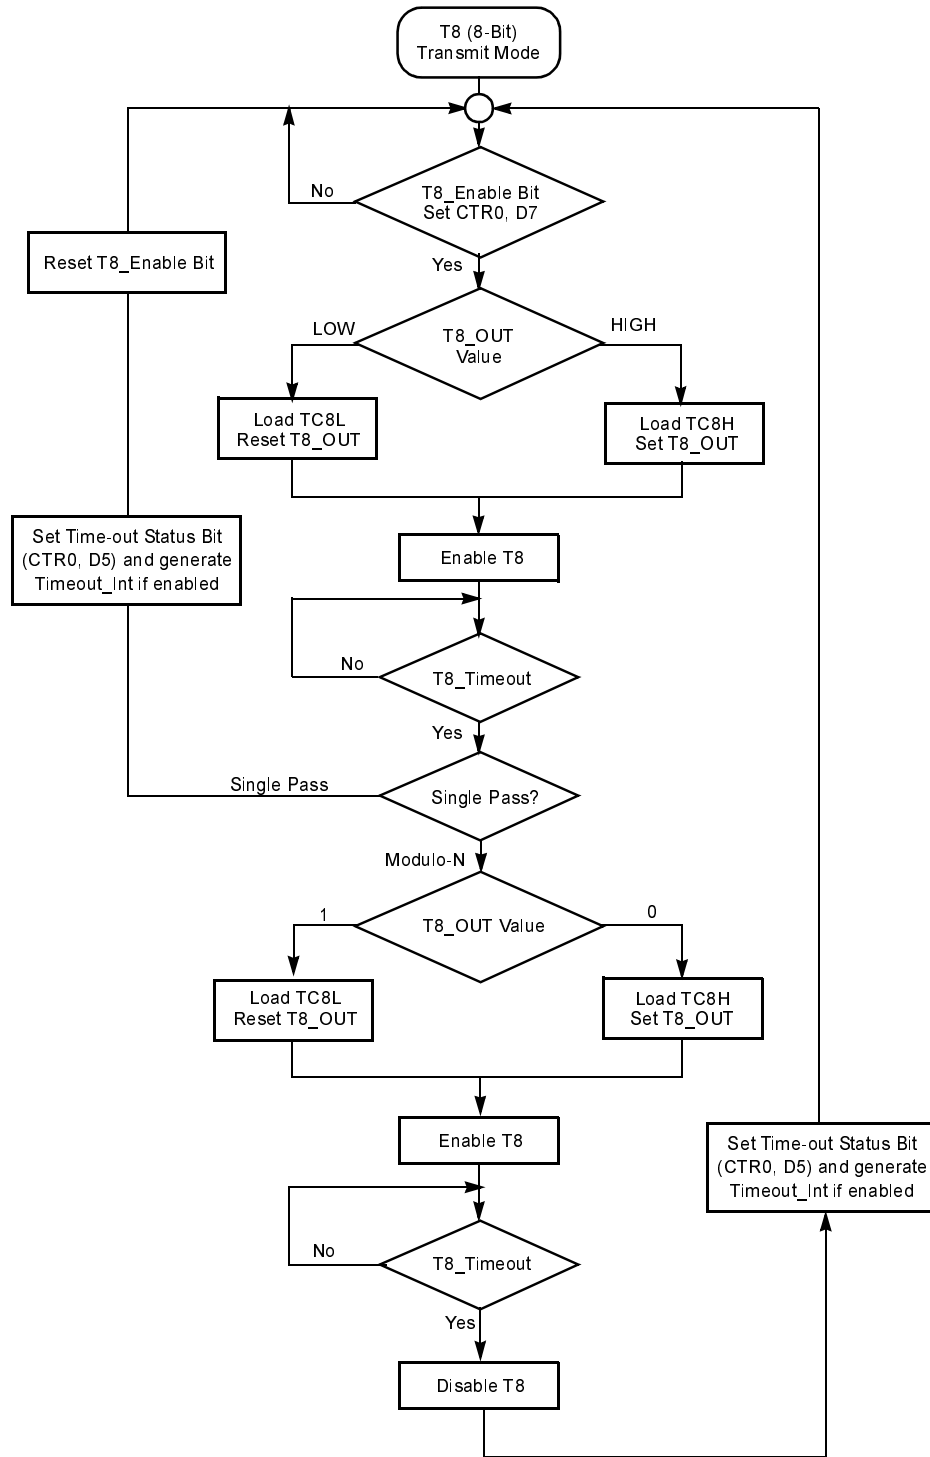 T8 (8-Bit)
Transmit Mode
No
T8_Enable Bit
Set CTR0, D7
Yes
Reset T8_Enable Bit
LOW
T8_OUT
Value
HIGH
Load TC8L
Reset T8_OUT
Load TC8H
Set T8_OUT
Set Time-out Status Bit
(CTR0, D5) and generate
Timeout_Int if enabled
Enable T8
No
T8_Timeout
Yes
Single Pass
Single Pass?
Modulo-N
1
T8_OUT Value
0
Load TC8L
Reset T8_OUT
Load TC8H
Set T8_OUT
Enable T8
Set Time-out Status Bit
(CTR0, D5) and generate
Timeout_Int if enabled
No
T8_Timeout
Yes
Disable T8